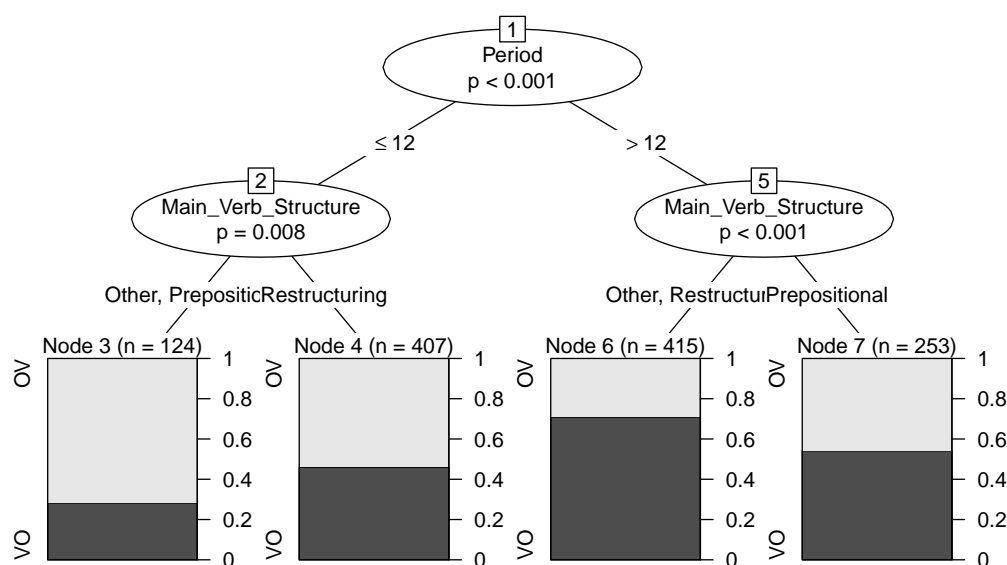 1
Period
p < 0.001
≤ 12
> 12
2
Main_Verb_Structure
p = 0.008
5
Main_Verb_Structure
p < 0.001
Other, Prepositic
Restructuring
Other, Restructu
Prepositional
Node 3 (n = 124)
VO
OV
0
0.2
0.4
0.6
0.8
1
Node 4 (n = 407)
VO
OV
0
0.2
0.4
0.6
0.8
1
Node 6 (n = 415)
VO
OV
0
0.2
0.4
0.6
0.8
1
Node 7 (n = 253)
VO
OV
0
0.2
0.4
0.6
0.8
1